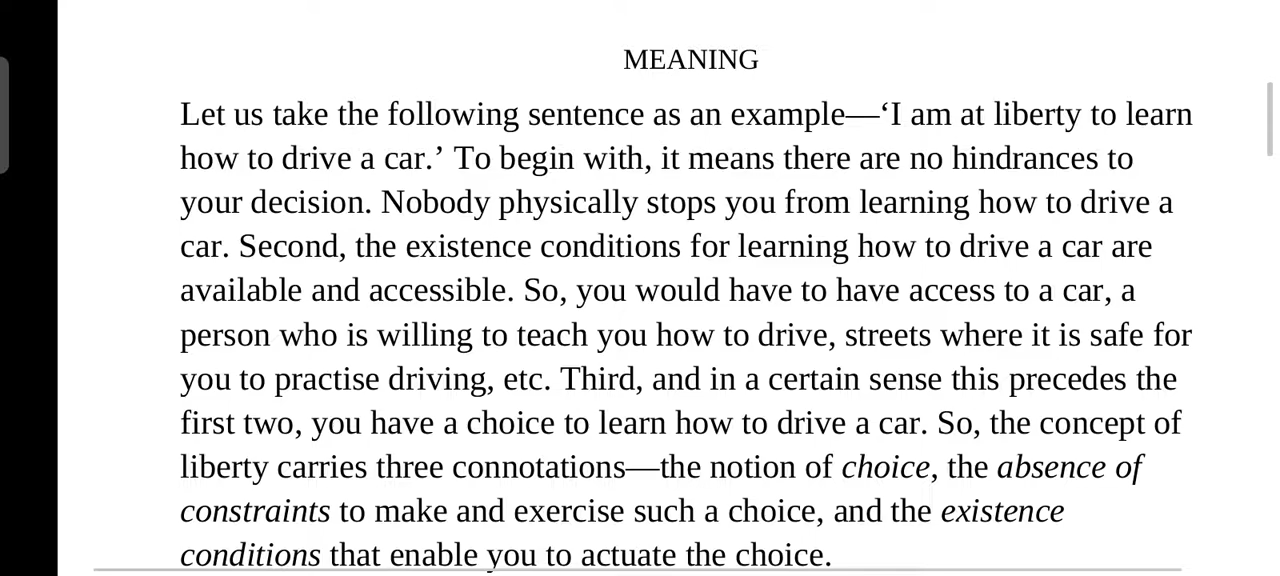 MEANING
Let us take the following sentence as an example—‘I am at liberty to learn
how to drive a car.’ To begin with, it means there are no hindrances to
your decision. Nobody physically stops you from learning how to drive a
car. Second, the existence conditions for learning how to drive a car are
available and accessible. So, you would have to have access to a car, a
person who is willing to teach you how to drive, streets where it is safe for
you to practise driving, etc. Third, and in a certain sense this precedes the
first two, you have a choice to learn how to drive a car. So, the concept of
liberty carries three connotations—the notion of choice, the absence of
constraints to make and exercise such a choice, and the existence
conditions that enable you to actuate the choice.